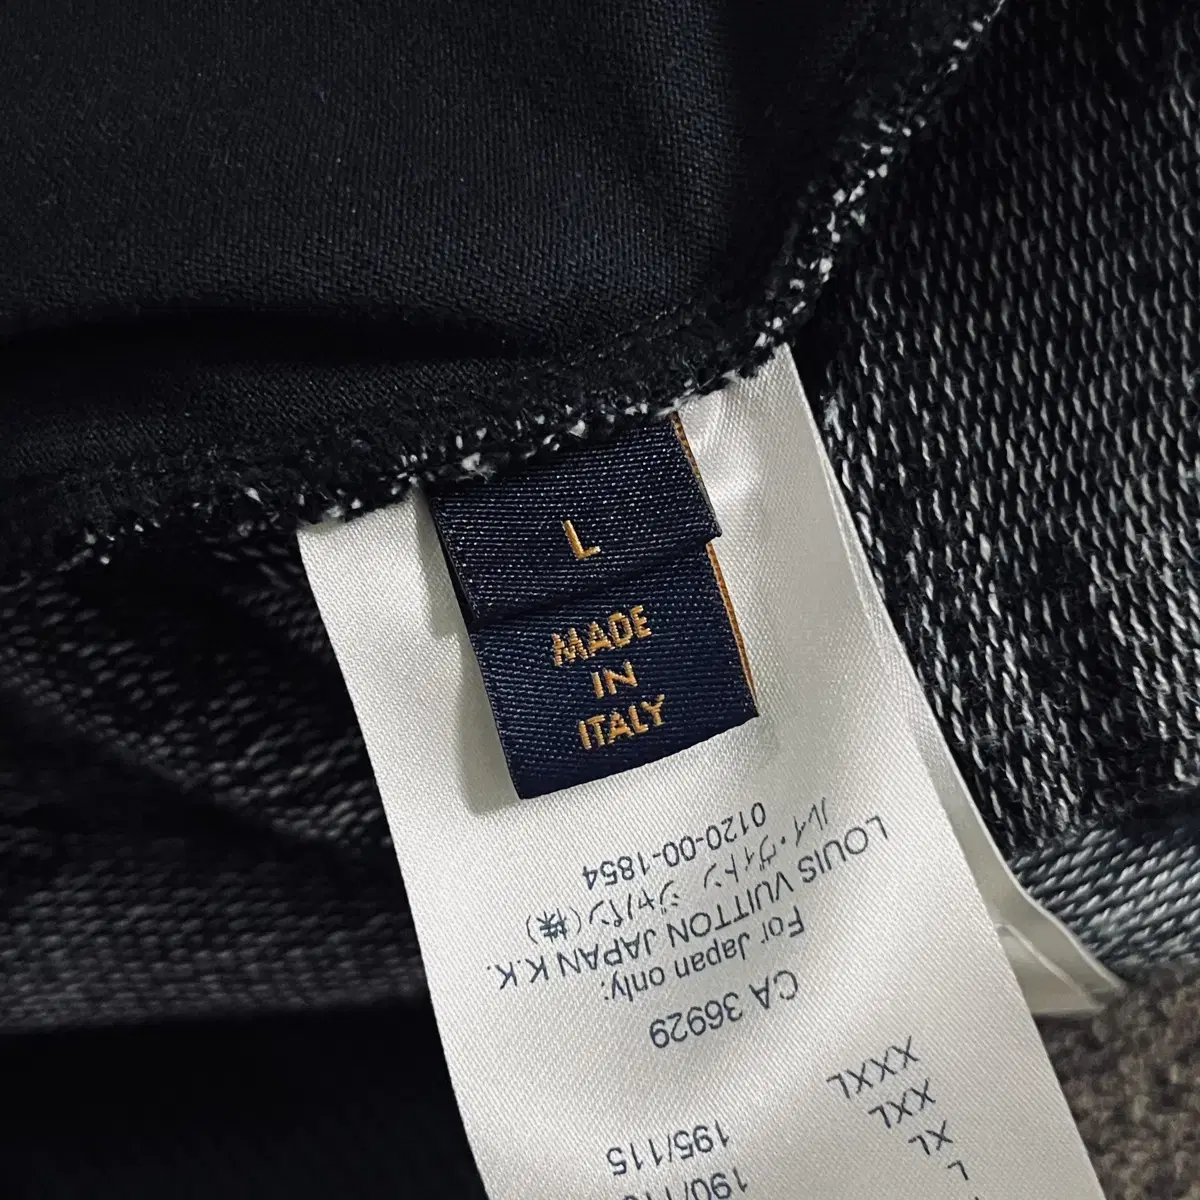 L
MADE
IN
ITALY
L
XL
XXL
XXXL
195/115
CA 36929
For Japan only:
LOUIS VUITTON JAPAN K.K.
ルイ・ヴィトン ジャパン(株)
0120-00-1854